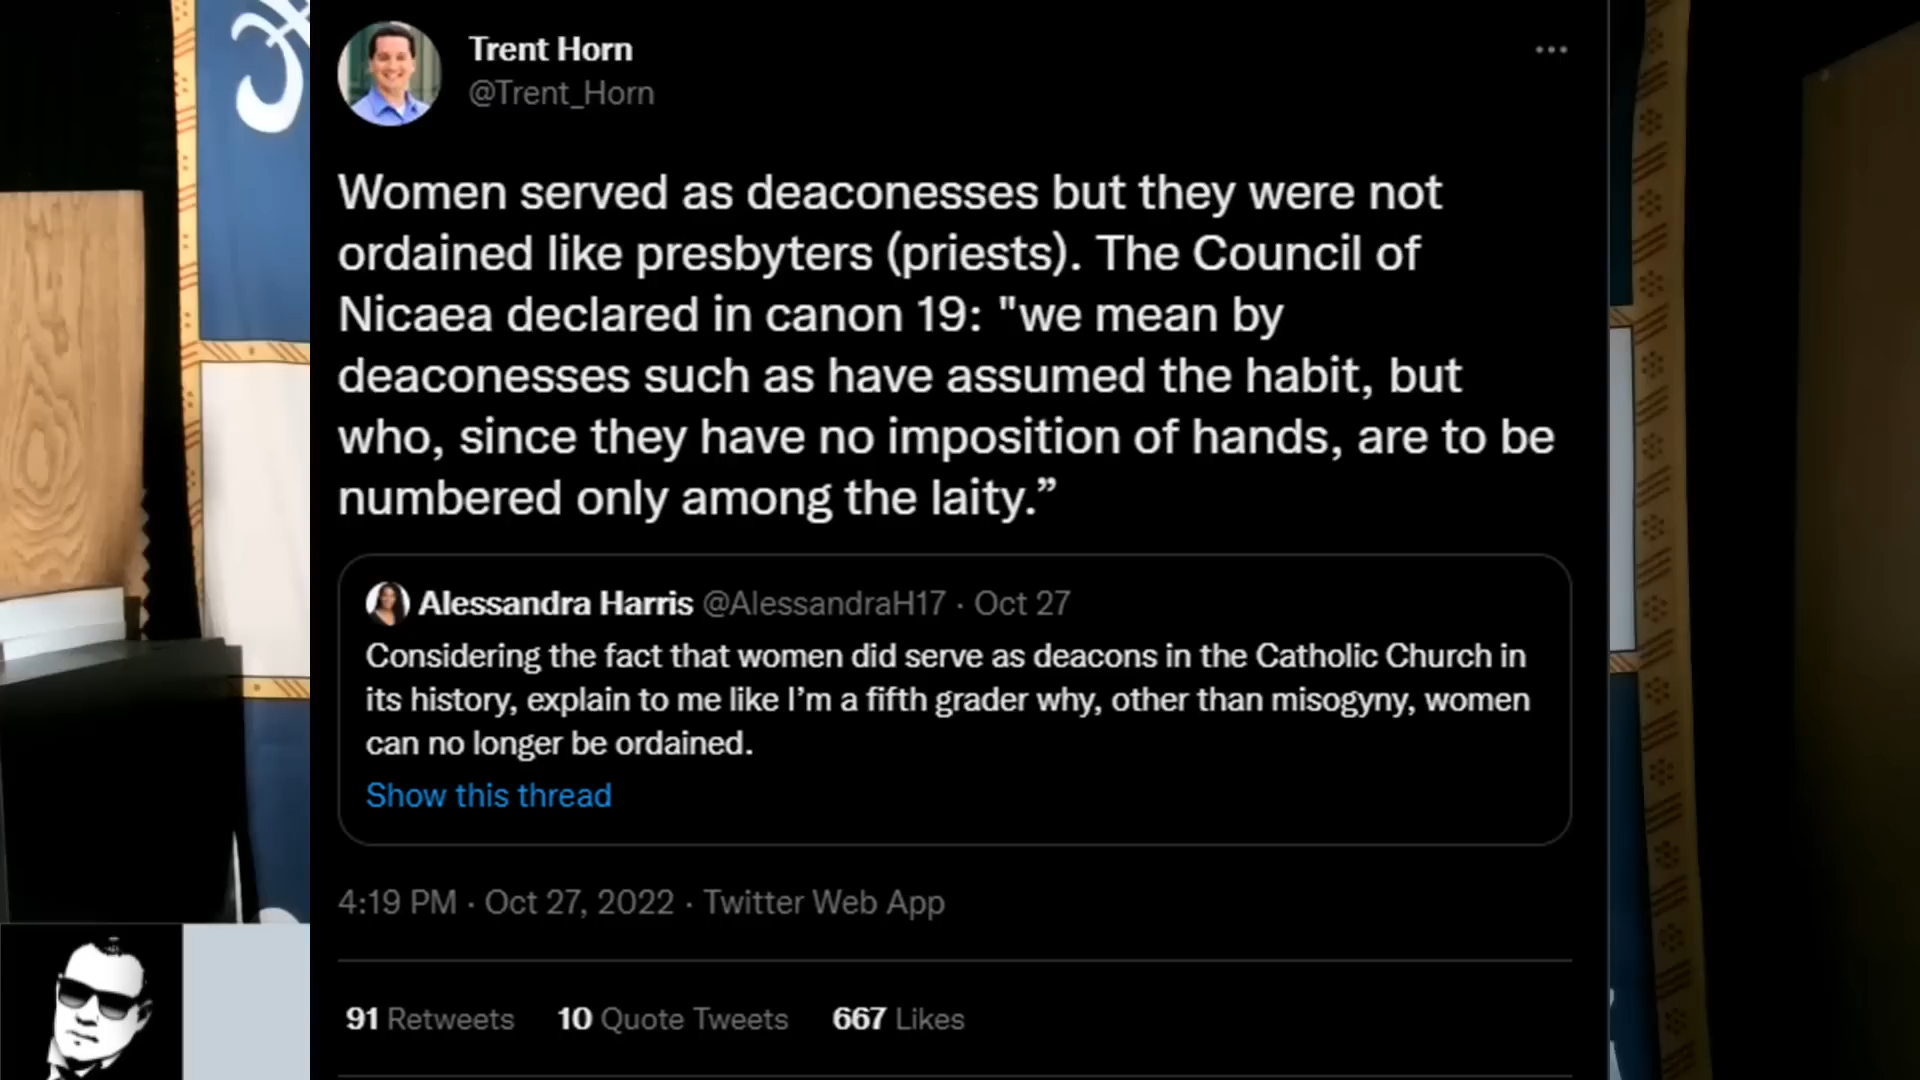 Trent Horn
@Trent_Horn
Women served as deaconesses but they were not
ordained like presbyters (priests). The Council of
Nicaea declared in canon 19: "we mean by
deaconesses such as have assumed the habit, but
who, since they have no imposition of hands, are to be
numbered only among the laity.”
Alessandra Harris @AlessandraH17 · Oct 27
Considering the fact that women did serve as deacons in the Catholic Church in
its history, explain to me like I’m a fifth grader why, other than misogyny, women
can no longer be ordained.
Show this thread
4:19 PM · Oct 27, 2022 · Twitter Web App
91 Retweets 10 Quote Tweets 667 Likes